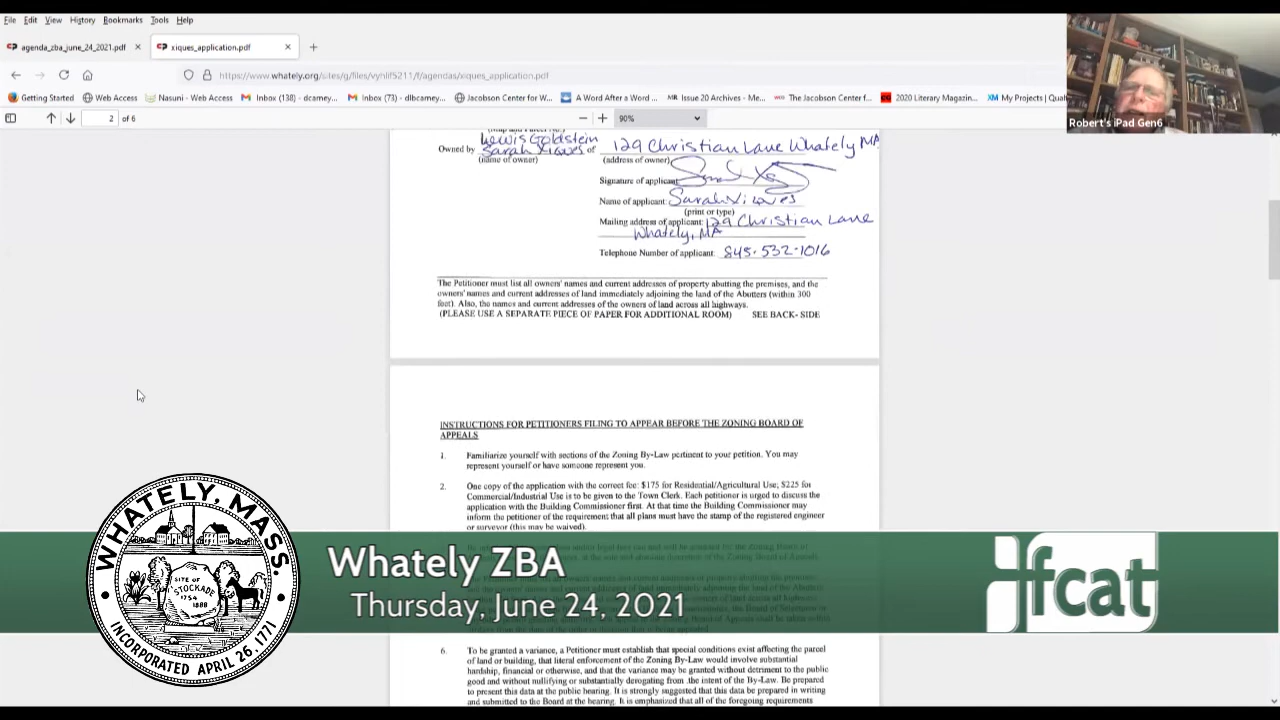 File Edit View History Bookmarks Tools Help
agenda_zba_june_24_2021.pdf × xiques_application.pdf × +
https://www.whately.org/sites/g/files/vyhlif5211/f/agendas/xiques_application.pdf
Getting Started Web Access Nasuni - Web Access Inbox (138) - dcarney... Inbox (73) - dlbcarney... Jacobson Center for W... A Word After a Word ... Issue 20 Archives - Me... The Jacobson Center f... 2020 Literary Magazin... My Projects | Qual
Robert's iPad Gen6
2 of 6 90%
Lewis Goldstein
Owned by Sarah Xiques of 129 Christian Lane Whately MA
(name of owner) (address of owner)
Signature of applicant
Name of applicant: Sarah Xiques
(print or type)
Mailing address of applicant: 129 Christian Lane
Whately, MA
Telephone Number of applicant: 845-532-1016
The Petitioner must list all owners' names and current addresses of property abutting the premises, and the
owners' names and current addresses of land immediately adjoining the land of the Abutters (within 300
feet). Also, the names and current addresses of the owners of land across all highways.
(PLEASE USE A SEPARATE PIECE OF PAPER FOR ADDITIONAL ROOM) SEE BACK- SIDE
INSTRUCTIONS FOR PETITIONERS FILING TO APPEAR BEFORE THE ZONING BOARD OF
APPEALS
1. Familiarize yourself with sections of the Zoning By-Law pertinent to your petition. You may
represent yourself or have someone represent you.
2. One copy of the application with the correct fee: $175 for Residential/Agricultural Use; $225 for
Commercial/Industrial Use is to be given to the Town Clerk. Each petitioner is urged to discuss the
application with the Building Commissioner first. At that time the Building Commissioner may
inform the petitioner of the requirement that all plans must have the stamp of the registered engineer
or surveyor (this may be waived).
WHATELY, MASS
SITE OF
STOCKADE
1754
1888
INCORPORATED APRIL 26, 1771
Whately ZBA
Thursday, June 24, 2021
fcat
6. To be granted a variance, a Petitioner must establish that special conditions exist affecting the parcel
of land or building, that literal enforcement of the Zoning By-Law would involve substantial
hardship, financial or otherwise, and that the variance may be granted without detriment to the public
good and without nullifying or substantially derogating from the intent of the By-Law. Be prepared
to present this data at the public hearing. It is strongly suggested that this data be prepared in writing
and submitted to the Board at the hearing. It is emphasized that all of the foregoing requirements